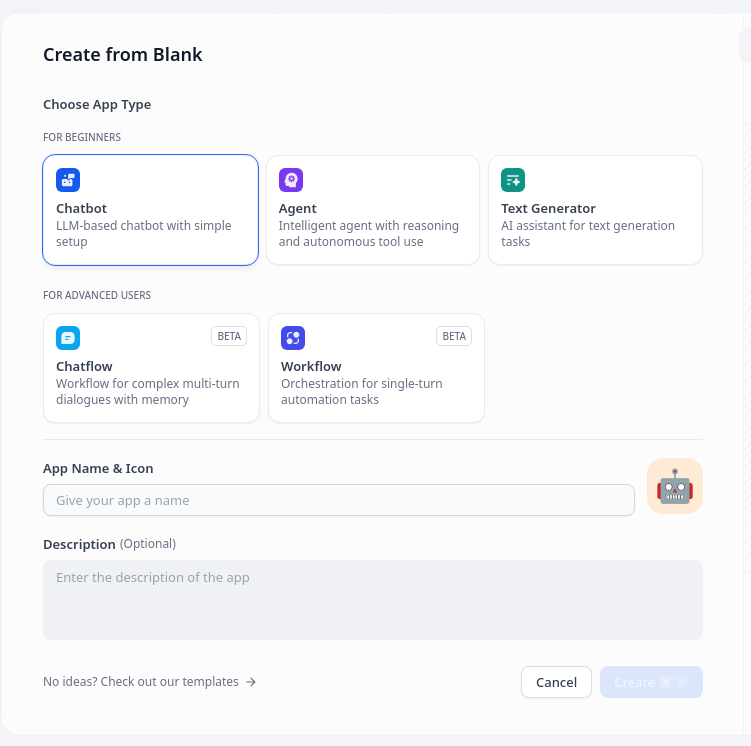 Create from Blank
Choose App Type
FOR BEGINNERS
Chatbot
LLM-based chatbot with simple
setup
Agent
Intelligent agent with reasoning
and autonomous tool use
Text Generator
AI assistant for text generation
tasks
FOR ADVANCED USERS
BETA
Chatflow
Workflow for complex multi-turn
dialogues with memory
BETA
Workflow
Orchestration for single-turn
automation tasks
App Name & Icon
Give your app a name
Description (Optional)
Enter the description of the app
No ideas? Check out our templates →
Cancel
Create ⌘ ↵